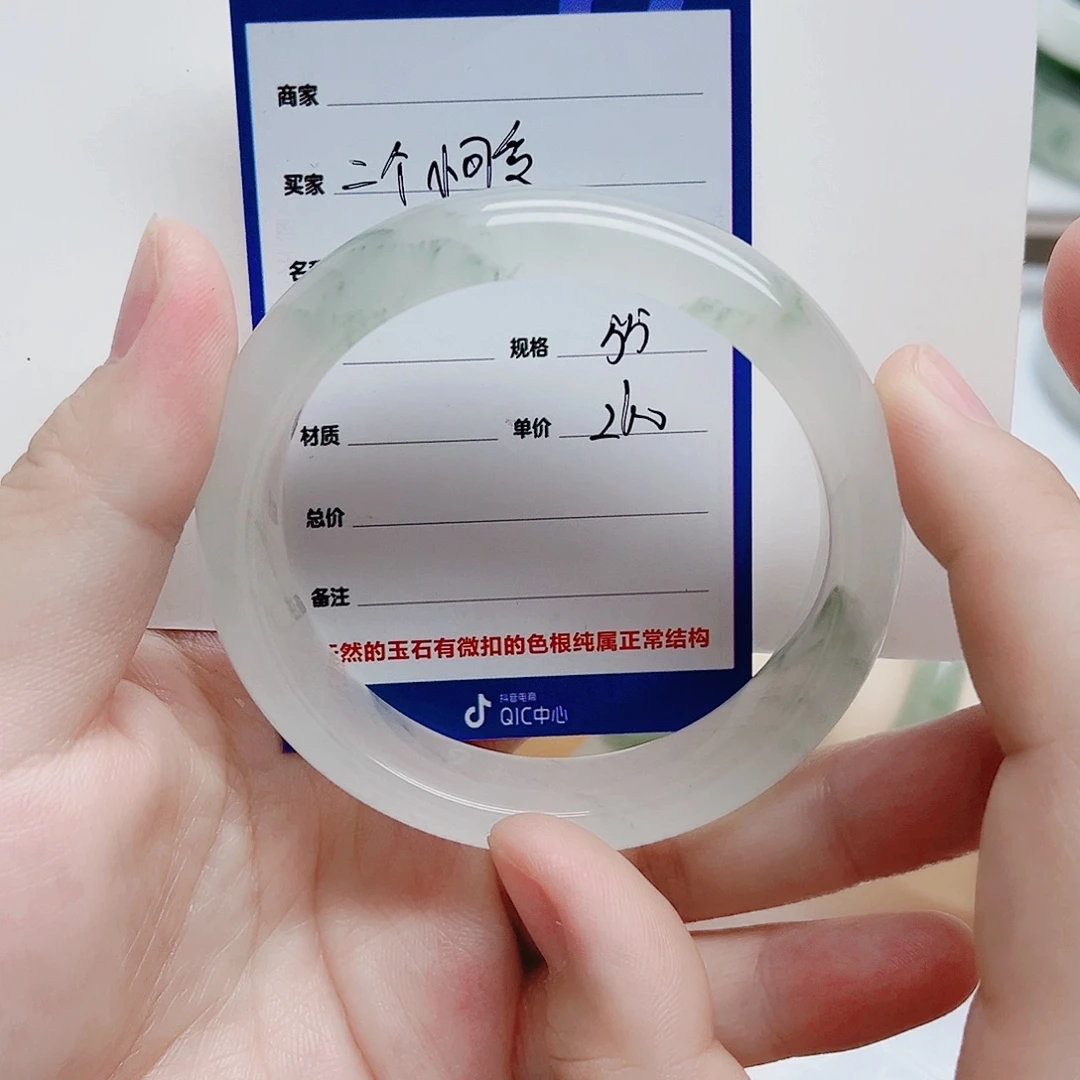 商家
买家 二个
规格 55
材质 单价
总价
备注
然的玉石有微扣的色根纯属正常结构
抖音电商
QIC中心